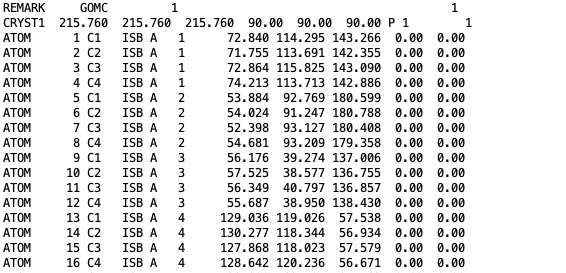 REMARK     GOMC         1                                       1
CRYST1  215.760  215.760  215.760  90.00  90.00  90.00 P 1        1
ATOM      1 C1   ISB A   1      72.840 114.295 143.266  0.00  0.00
ATOM      2 C2   ISB A   1      71.755 113.691 142.355  0.00  0.00
ATOM      3 C3   ISB A   1      72.864 115.825 143.090  0.00  0.00
ATOM      4 C4   ISB A   1      74.213 113.713 142.886  0.00  0.00
ATOM      5 C1   ISB A   2      53.884  92.769 180.599  0.00  0.00
ATOM      6 C2   ISB A   2      54.024  91.247 180.788  0.00  0.00
ATOM      7 C3   ISB A   2      52.398  93.127 180.408  0.00  0.00
ATOM      8 C4   ISB A   2      54.681  93.209 179.358  0.00  0.00
ATOM      9 C1   ISB A   3      56.176  39.274 137.006  0.00  0.00
ATOM     10 C2   ISB A   3      57.525  38.577 136.755  0.00  0.00
ATOM     11 C3   ISB A   3      56.349  40.797 136.857  0.00  0.00
ATOM     12 C4   ISB A   3      55.687  38.950 138.430  0.00  0.00
ATOM     13 C1   ISB A   4     129.036 119.026  57.538  0.00  0.00
ATOM     14 C2   ISB A   4     130.277 118.344  56.934  0.00  0.00
ATOM     15 C3   ISB A   4     127.868 118.023  57.579  0.00  0.00
ATOM     16 C4   ISB A   4     128.642 120.236  56.671  0.00  0.00